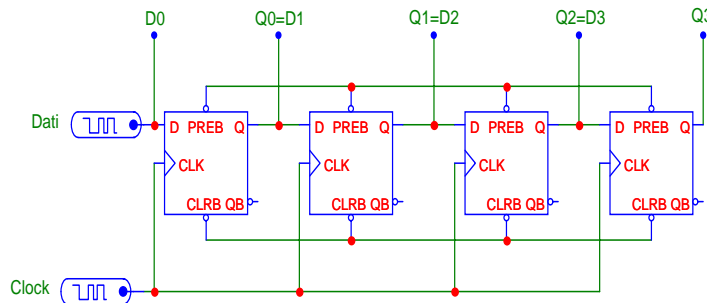 D0 Q0=D1 Q1=D2 Q2=D3 Q3
Dati
D PREB Q D PREB Q D PREB Q D PREB Q
CLK CLK CLK CLK
CLRB QB CLRB QB CLRB QB CLRB QB
Clock